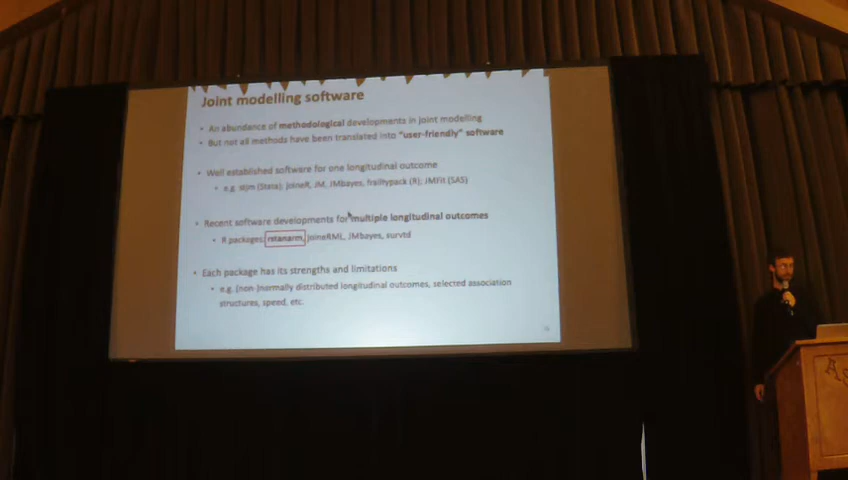 Joint modelling software
• An abundance of methodological developments in joint modelling
• But not all methods have been translated into "user-friendly" software
• Well established software for one longitudinal outcome
• e.g. stjm (Stata); joineR, JM, JMbayes, frailtypack (R); JMFit (SAS)
• Recent software developments for multiple longitudinal outcomes
• R packages: rstanarm, joineRML, JMbayes, survtd
• Each package has its strengths and limitations
• e.g. (non-)normally distributed longitudinal outcomes, selected association
structures, speed, etc.